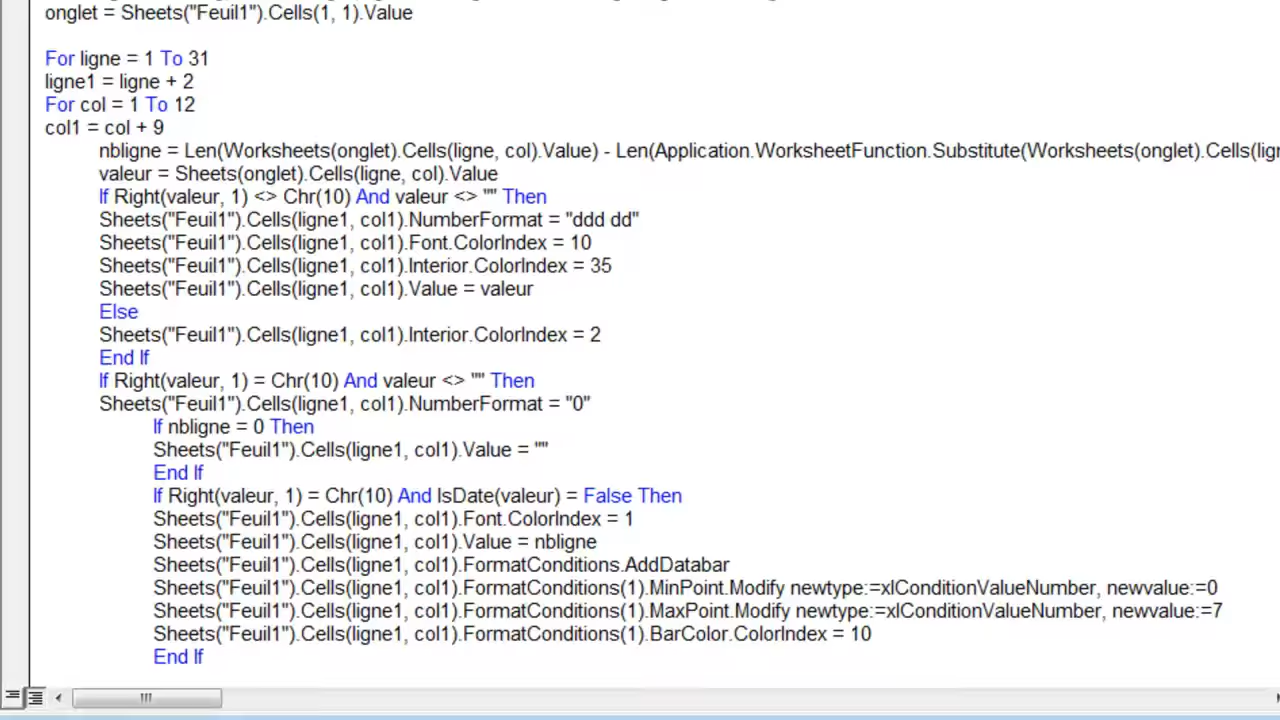 onglet = Sheets("Feuil1").Cells(1, 1).Value
For ligne = 1 To 31
ligne1 = ligne + 2
For col = 1 To 12
col1 = col + 9
nbligne = Len(Worksheets(onglet).Cells(ligne, col).Value) - Len(Application.WorksheetFunction.Substitute(Worksheets(onglet).Cells(
valeur = Sheets(onglet).Cells(ligne, col).Value
If Right(valeur, 1) <> Chr(10) And valeur <> "" Then
Sheets("Feuil1").Cells(ligne1, col1).NumberFormat = "ddd dd"
Sheets("Feuil1").Cells(ligne1, col1).Font.ColorIndex = 10
Sheets("Feuil1").Cells(ligne1, col1).Interior.ColorIndex = 35
Sheets("Feuil1").Cells(ligne1, col1).Value = valeur
Else
Sheets("Feuil1").Cells(ligne1, col1).Interior.ColorIndex = 2
End If
If Right(valeur, 1) = Chr(10) And valeur <> "" Then
Sheets("Feuil1").Cells(ligne1, col1).NumberFormat = "0"
If nbligne = 0 Then
Sheets("Feuil1").Cells(ligne1, col1).Value = ""
End If
If Right(valeur, 1) = Chr(10) And IsDate(valeur) = False Then
Sheets("Feuil1").Cells(ligne1, col1).Font.ColorIndex = 1
Sheets("Feuil1").Cells(ligne1, col1).Value = nbligne
Sheets("Feuil1").Cells(ligne1, col1).FormatConditions.AddDatabar
Sheets("Feuil1").Cells(ligne1, col1).FormatConditions(1).MinPoint.Modify newtype:=xlConditionValueNumber, newvalue:=0
Sheets("Feuil1").Cells(ligne1, col1).FormatConditions(1).MaxPoint.Modify newtype:=xlConditionValueNumber, newvalue:=7
Sheets("Feuil1").Cells(ligne1, col1).FormatConditions(1).BarColor.ColorIndex = 10
End If